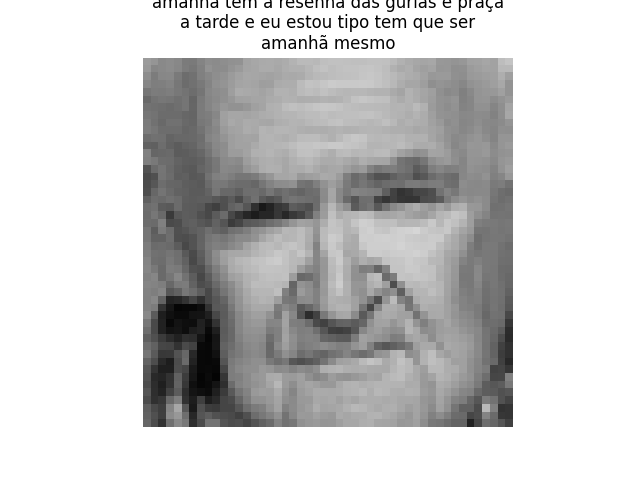 amanhã tem a resenha das gurias e praça
a tarde e eu estou tipo tem que ser
amanhã mesmo